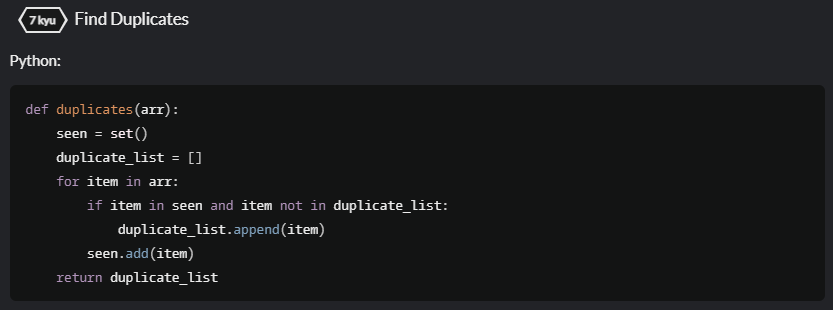 7 kyu Find Duplicates
Python:
def duplicates(arr):
    seen = set()
    duplicate_list = []
    for item in arr:
        if item in seen and item not in duplicate_list:
            duplicate_list.append(item)
        seen.add(item)
    return duplicate_list